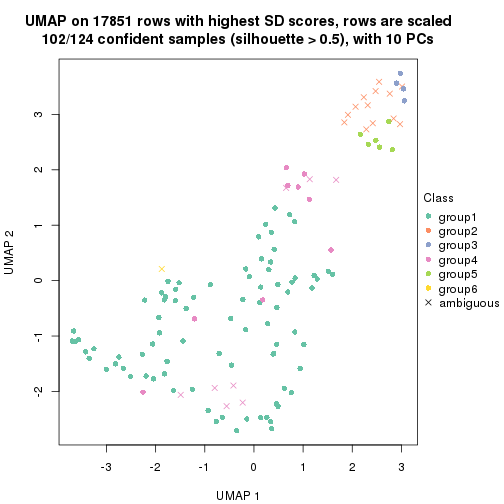 UMAP on 17851 rows with highest SD scores, rows are scaled
102/124 confident samples (silhouette > 0.5), with 10 PCs
3
2
1
0
-1
-2
UMAP 2
-3
-2
-1
0
1
2
3
UMAP 1
Class
group1
group2
group3
group4
group5
group6
ambiguous